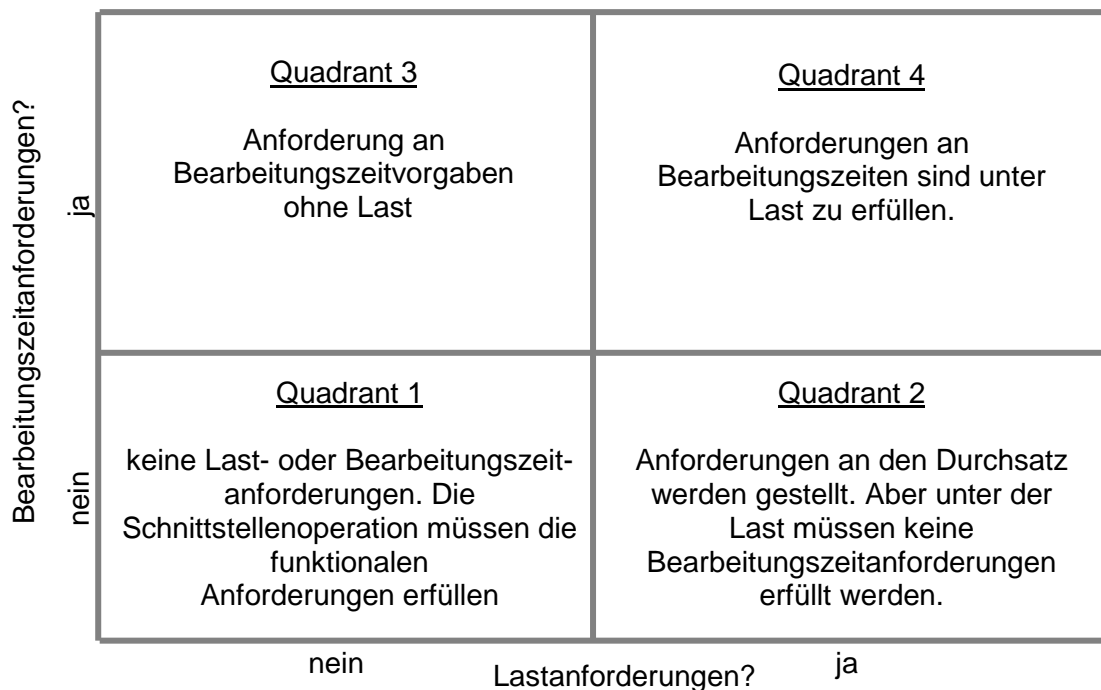 Bearbeitungszeitanforderungen?
ja
Quadrant 3
Anforderung an
Bearbeitungszeitvorgaben
ohne Last
Quadrant 4
Anforderungen an
Bearbeitungszeiten sind unter
Last zu erfüllen.
nein
Quadrant 1
keine Last- oder Bearbeitungszeit-
anforderungen. Die
Schnittstellenoperation müssen die
funktionalen
Anforderungen erfüllen
Quadrant 2
Anforderungen an den Durchsatz
werden gestellt. Aber unter der
Last müssen keine
Bearbeitungszeitanforderungen
erfüllt werden.
nein
Lastanforderungen?
ja